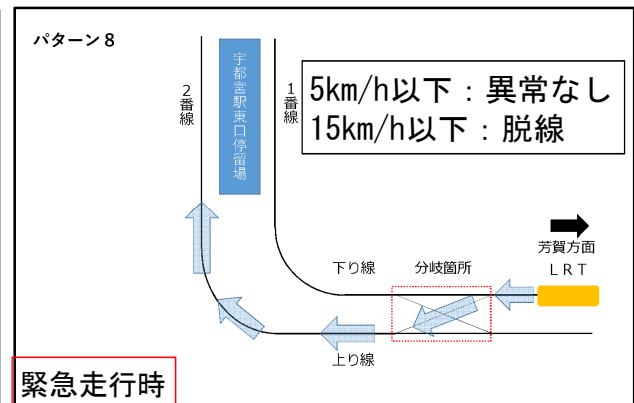 パターン８
5km/h以下：異常なし
15km/h以下：脱線
２番線
宇都宮駅東口停留場
１番線
芳賀方面
ＬＲＴ
下り線
分岐箇所
上り線
緊急走行時